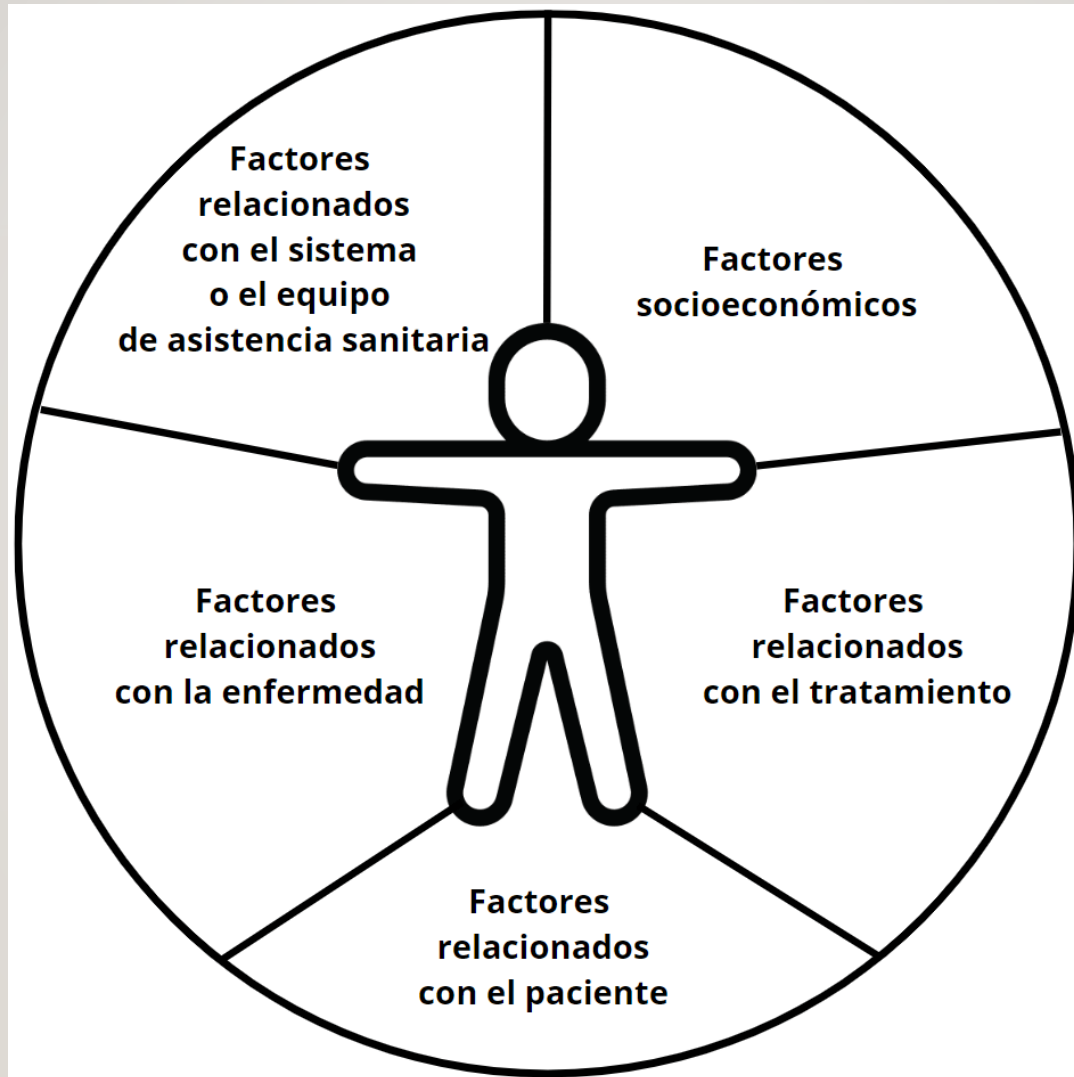 Factores
relacionados
con el sistema
o el equipo
de asistencia sanitaria
Factores
socioeconómicos
Factores
relacionados
con la enfermedad
Factores
relacionados
con el tratamiento
Factores
relacionados
con el paciente